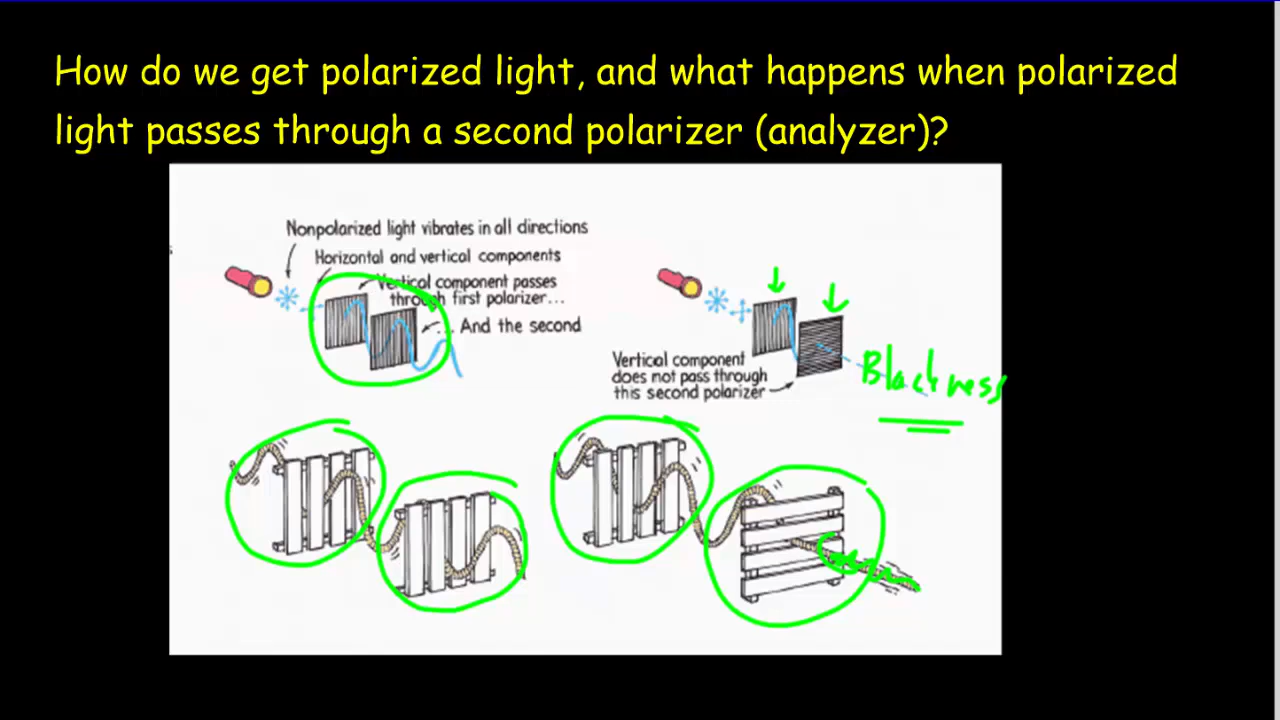 How do we get polarized light, and what happens when polarized
light passes through a second polarizer (analyzer)?
Nonpolarized light vibrates in all directions
Horizontal and vertical components
Vertical component passes
through first polarizer...
... And the second
Vertical component
does not pass through
this second polarizer
Blackness